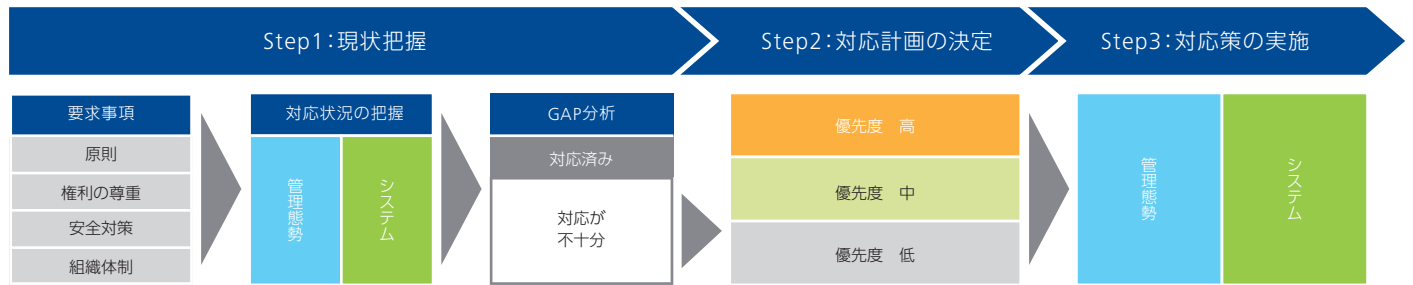 Step1：現状把握
Step2：対応計画の決定
Step3：対応策の実施
要求事項
原則
権利の尊重
安全対策
組織体制
対応状況の把握
管理態勢
システム
GAP分析
対応済み
対応が
不十分
優先度　高
優先度　中
優先度　低
管理態勢
システム